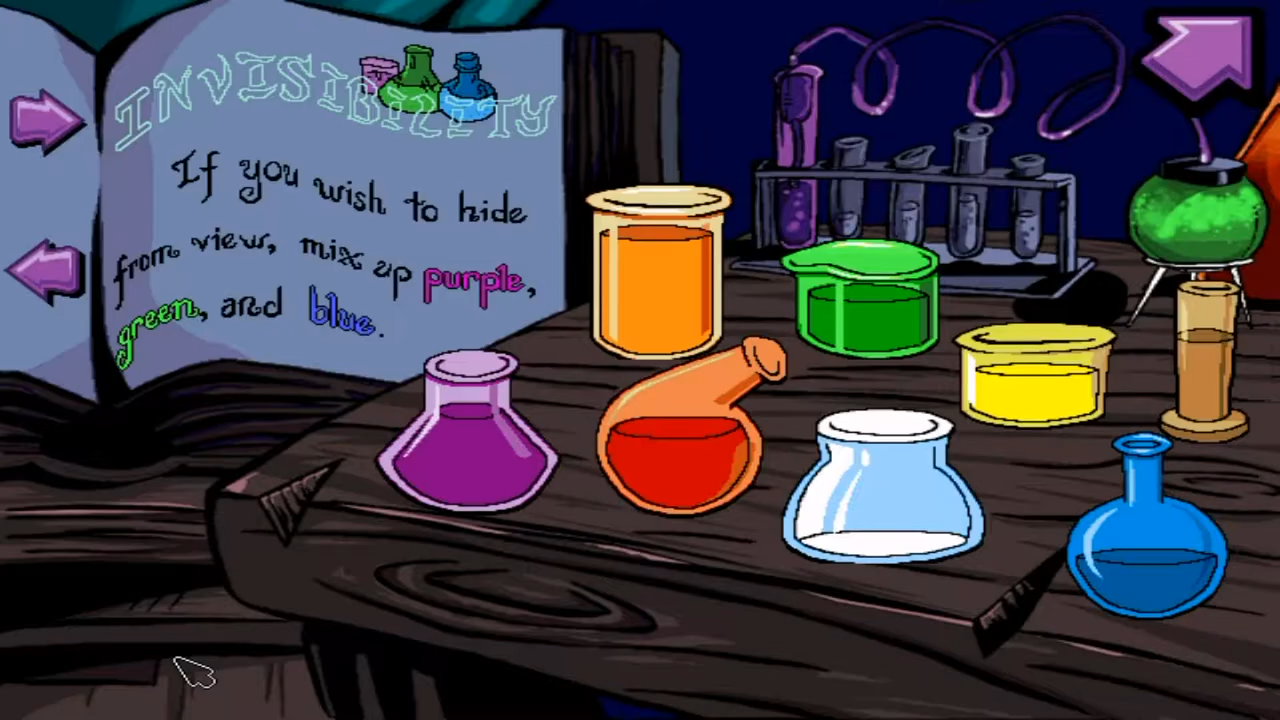 INVISIBILITY
If you wish to hide
from view, mix up purple,
green, and blue.